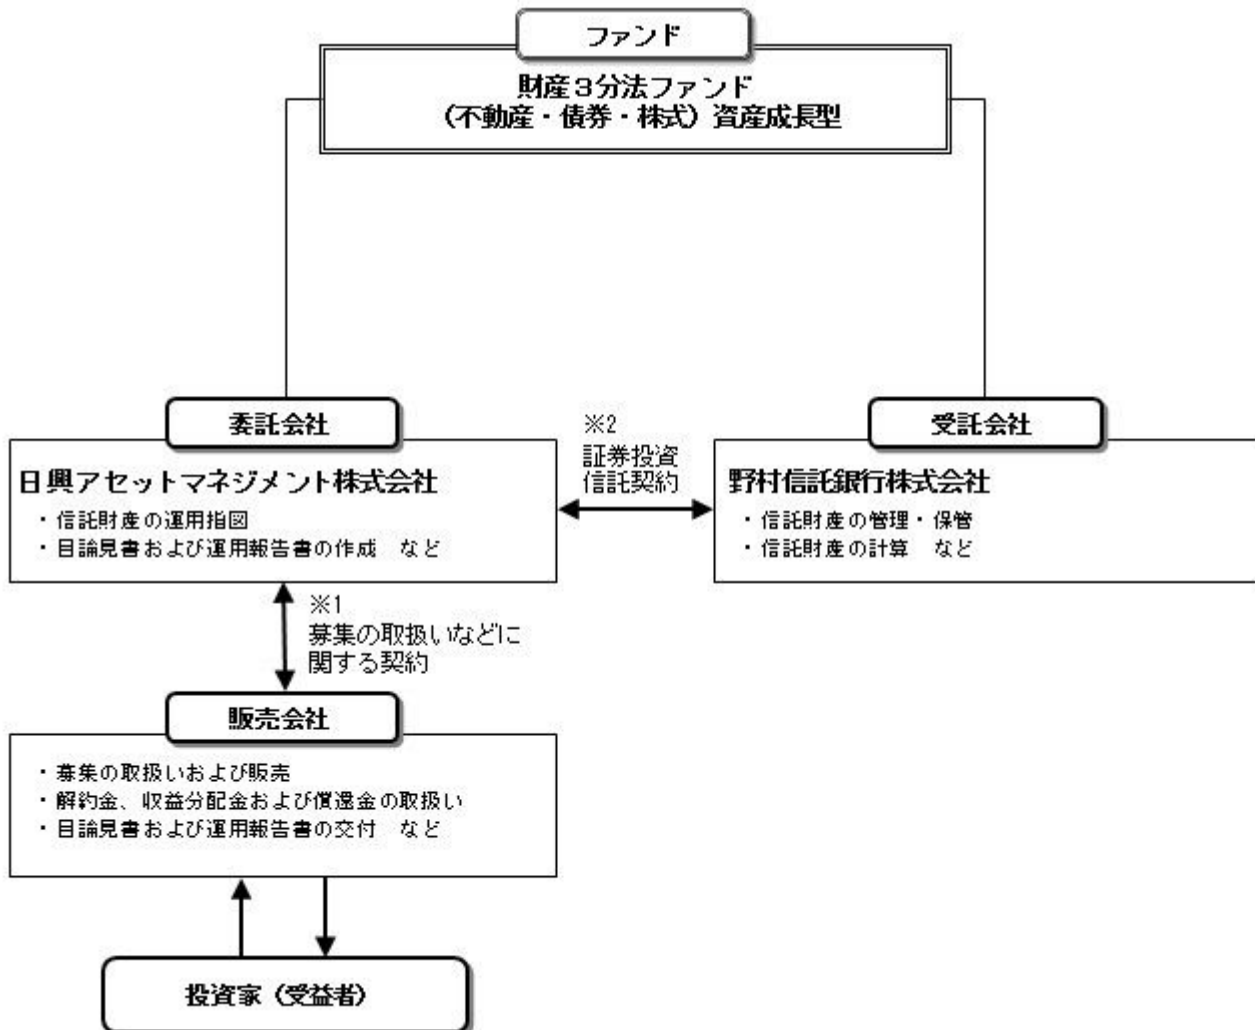 ファンド
財産3分法ファンド
(不動産・債券・株式)資産成長型
委託会社
日興アセットマネジメント株式会社
・信託財産の運用指図
・目論見書および運用報告書の作成 など
※2
証券投資
信託契約
受託会社
野村信託銀行株式会社
・信託財産の管理・保管
・信託財産の計算 など
※1
募集の取扱いなどに
関する契約
販売会社
・募集の取扱いおよび販売
・解約金、収益分配金および償還金の取扱い
・目論見書および運用報告書の交付 など
投資家(受益者)